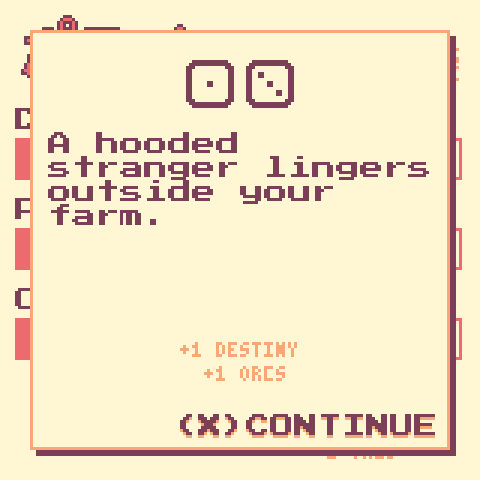 A hooded
stranger lingers
outside your
farm.
+1 DESTINY
+1 ORCS
(X) CONTINUE